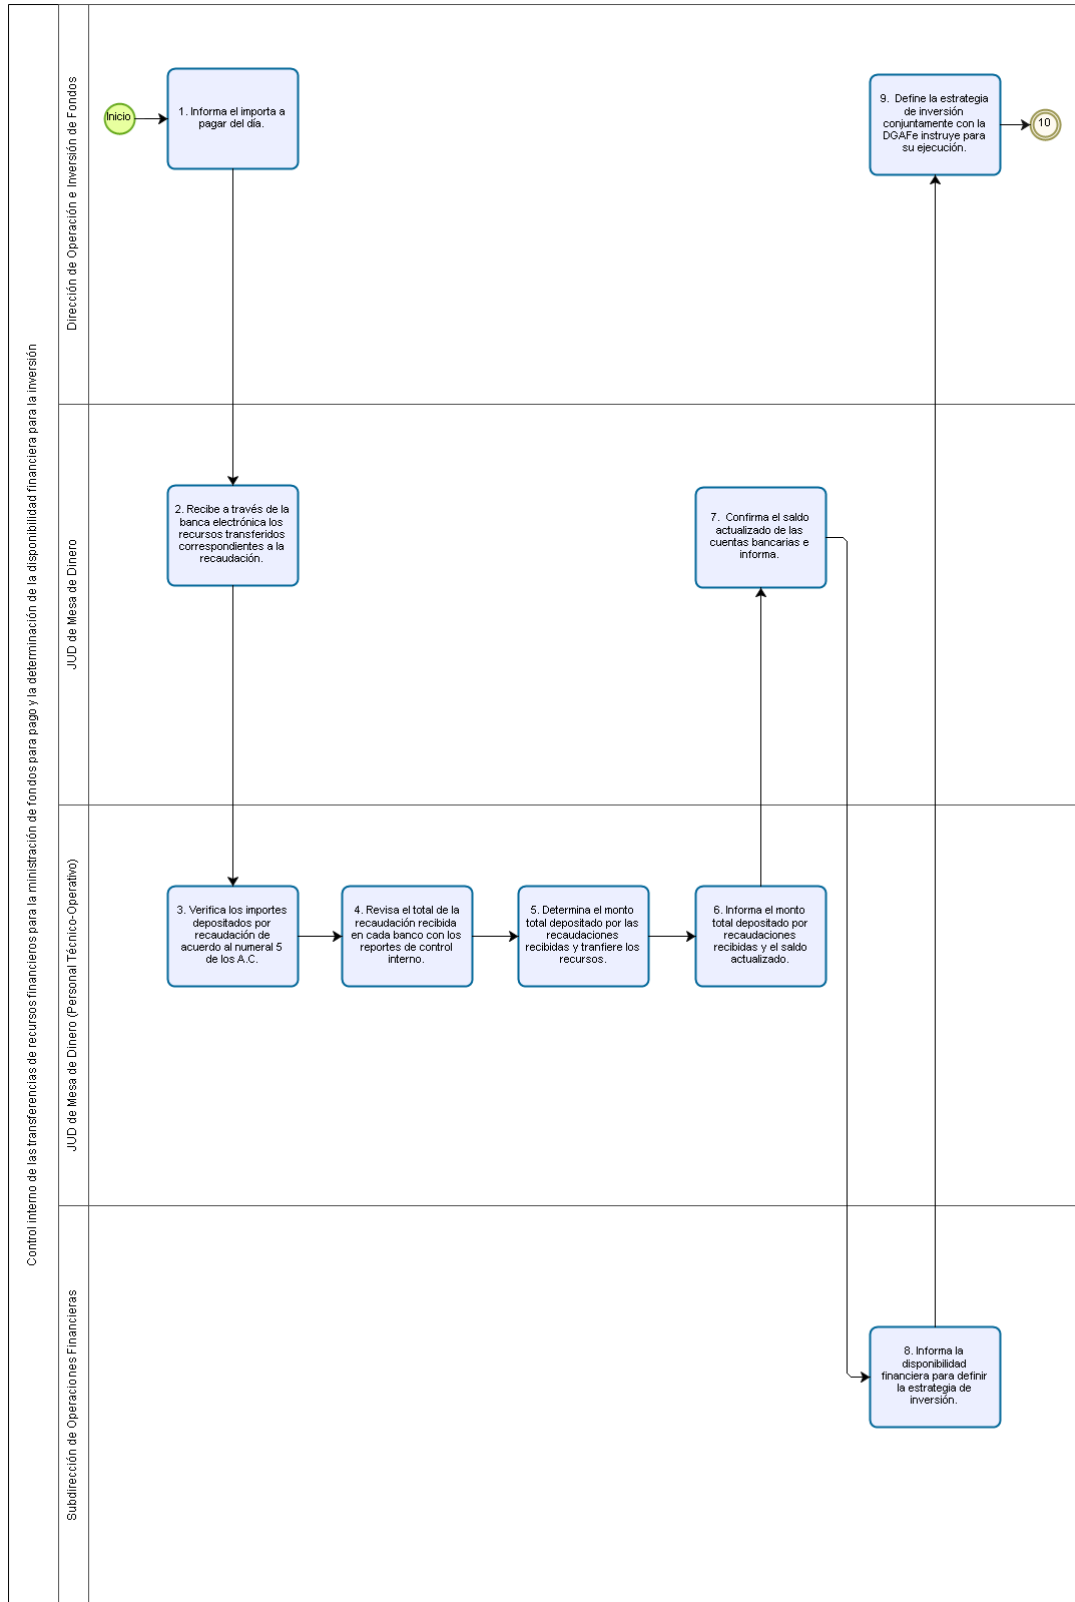 Control interno de las transferencias de recursos financieros para la ministración de fondos para pago y la determinación de la disponibilidad financiera para la inversión
Dirección de Operación e Inversión de Fondos
Inicio
1. Informa el importa a
pagar del día.
9. Define la estrategia
de inversión
conjuntamente con la
DGAFe instruye para
su ejecución.
10
JUD de Mesa de Dinero
2. Recibe a través de la
banca electrónica los
recursos transferidos
correspondientes a la
recaudación.
7. Confirma el saldo
actualizado de las
cuentas bancarias e
informa.
JUD de Mesa de Dinero (Personal Técnico-Operativo)
3. Verifica los importes
depositados por
recaudación de
acuerdo al numeral 5
de los A.C.
4. Revisa el total de la
recaudación recibida
en cada banco con los
reportes de control
interno.
5. Determina el monto
total depositado por las
recaudaciones
recibidas y tranfiere los
recursos.
6. Informa el monto
total depositado por
recaudaciones
recibidas y el saldo
actualizado.
Subdirección de Operaciones Financieras
8. Informa la
disponibilidad
financiera para definir
la estrategia de
inversión.